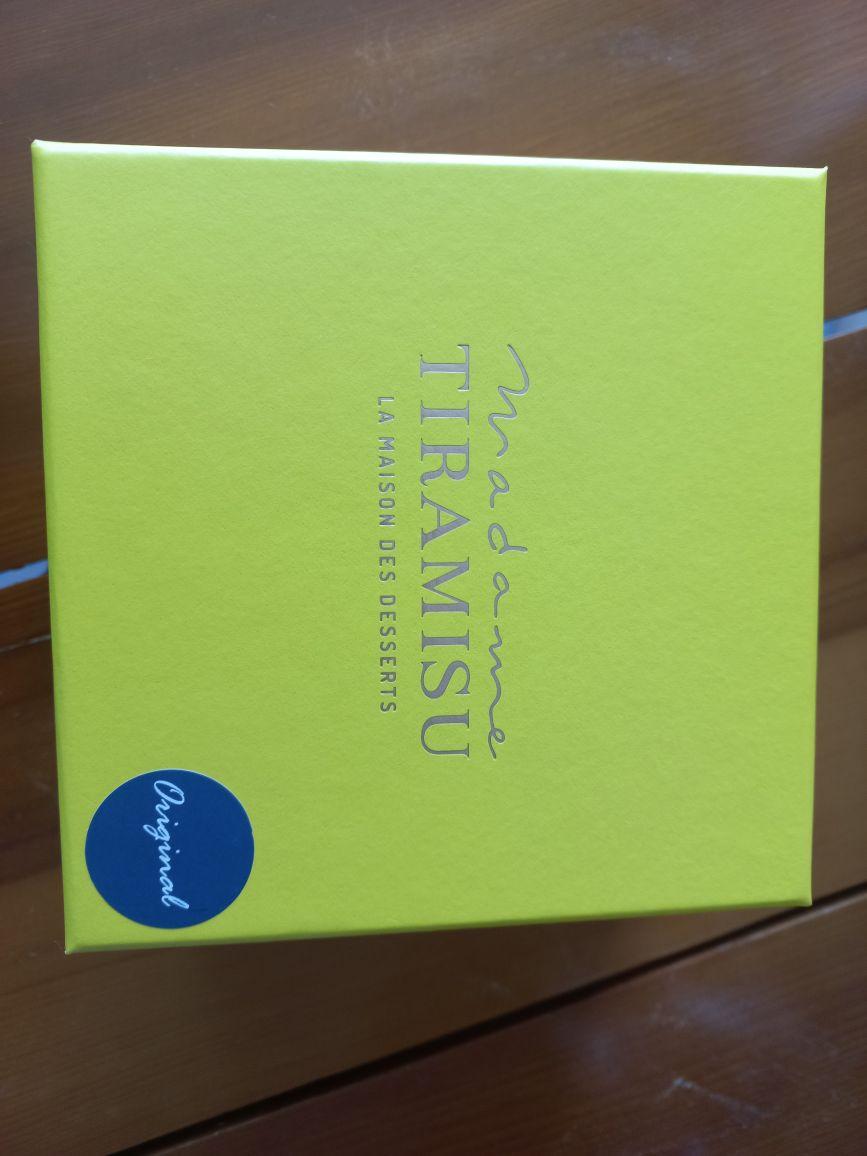 madame
TIRAMISU
LA MAISON DES DESSERTS
Original